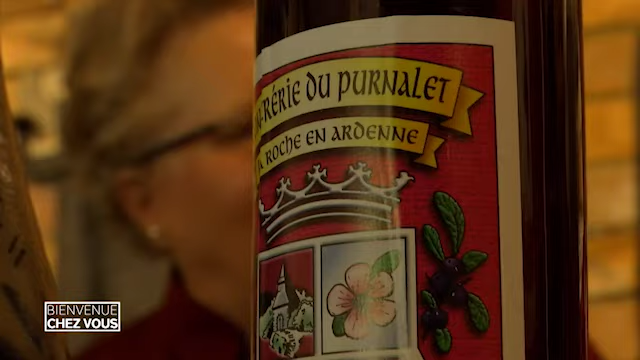 RÉRIE DU PURNALET
ROCHE EN ARDENNE
BIENVENUE
CHEZ VOUS